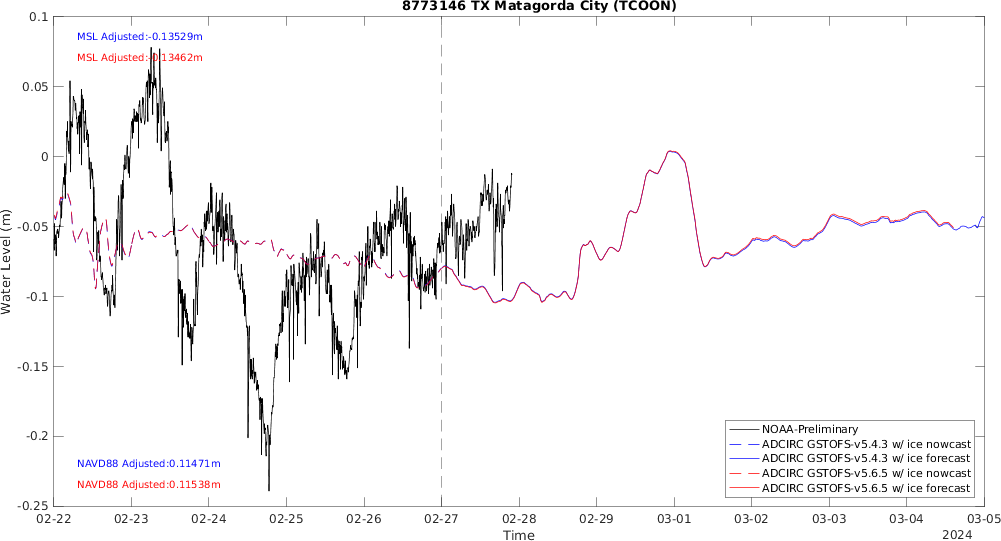 8773146 TX Matagorda City (TCOON)
0.1
0.05
0
-0.05
-0.1
-0.15
-0.2
-0.25
Water Level (m)
MSL Adjusted:-0.13529m
MSL Adjusted:-0.13462m
NAVD88 Adjusted:0.11471m
NAVD88 Adjusted:0.11538m
NOAA-Preliminary
ADCIRC GSTOFS-v5.4.3 w/ ice nowcast
ADCIRC GSTOFS-v5.4.3 w/ ice forecast
ADCIRC GSTOFS-v5.6.5 w/ ice nowcast
ADCIRC GSTOFS-v5.6.5 w/ ice forecast
02-22 02-23 02-24 02-25 02-26 02-27 02-28 02-29 03-01 03-02 03-03 03-04 03-05
Time
2024